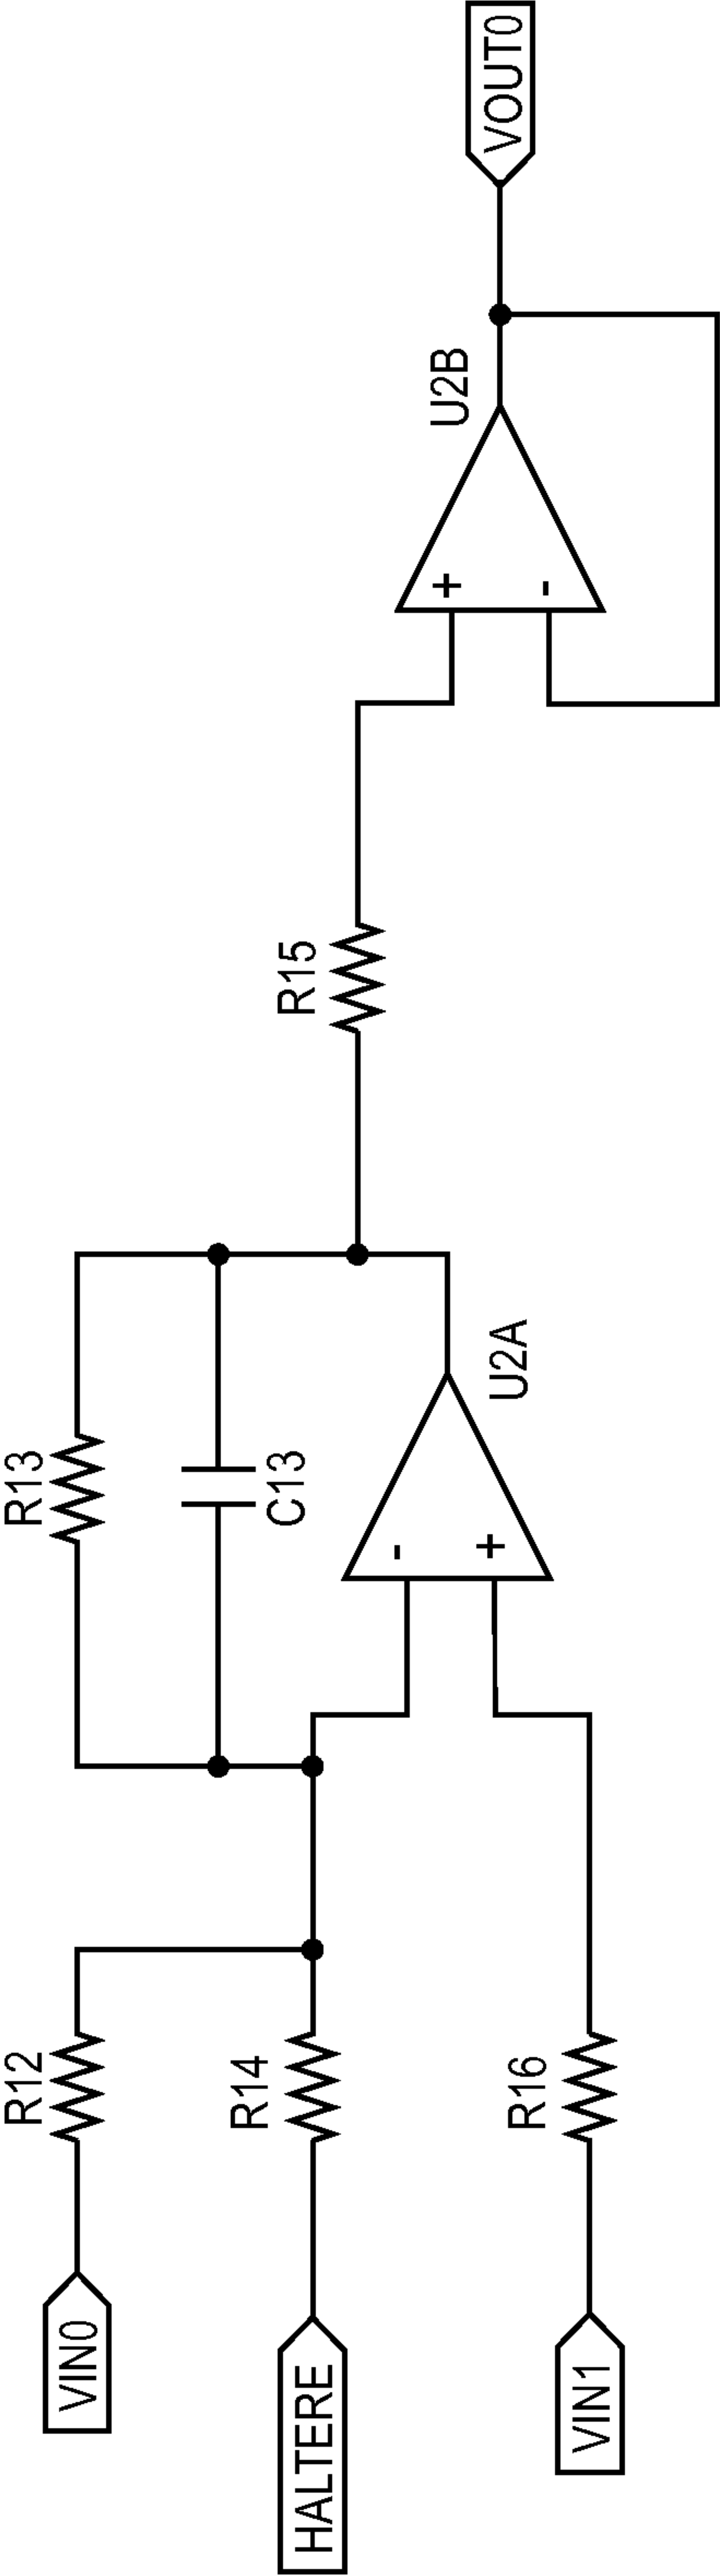 R12
R13
VIN0
C13
R14
R15
HALTERE
-
+
+
-
U2A
U2B
VOUT0
R16
VIN1